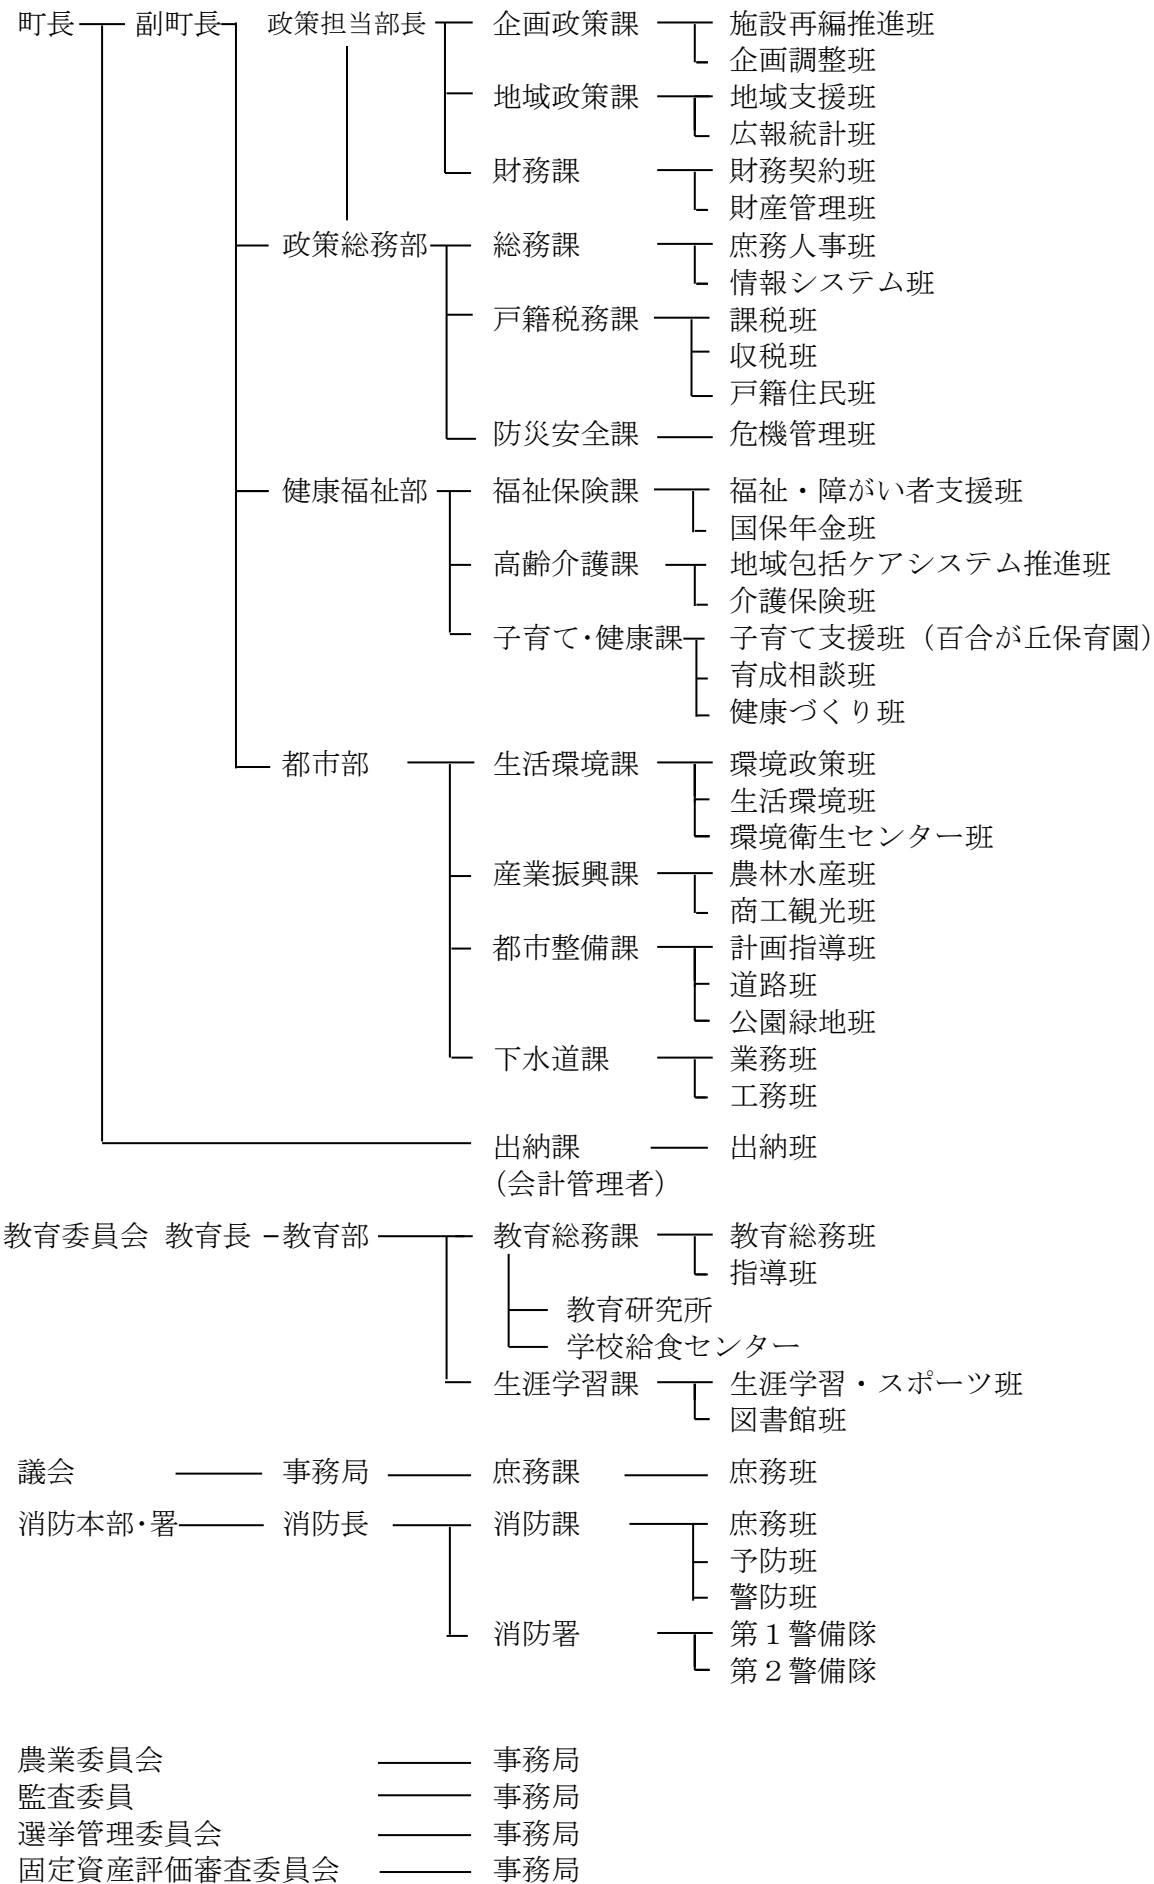 町長 副町長 政策担当部長 企画政策課 施設再編推進班
企画調整班
地域政策課 地域支援班
広報統計班
財務課 財務契約班
財産管理班
政策総務部 総務課 庶務人事班
情報システム班
戸籍税務課 課税班
収税班
戸籍住民班
防災安全課 危機管理班
健康福祉部 福祉保険課 福祉・障がい者支援班
国保年金班
高齢介護課 地域包括ケアシステム推進班
介護保険班
子育て・健康課 子育て支援班（百合が丘保育園）
育成相談班
健康づくり班
都市部 生活環境課 環境政策班
生活環境班
環境衛生センター班
産業振興課 農林水産班
商工観光班
都市整備課 計画指導班
道路班
公園緑地班
下水道課 業務班
工務班
出納課 出納班
（会計管理者）
教育委員会 教育長 教育部 教育総務課 教育総務班
指導班
教育研究所
学校給食センター
生涯学習課 生涯学習・スポーツ班
図書館班
議会 事務局 庶務課 庶務班
消防本部・署 消防長 消防課 庶務班
予防班
警防班
消防署 第１警備隊
第２警備隊
農業委員会 事務局
監査委員 事務局
選挙管理委員会 事務局
固定資産評価審査委員会 事務局